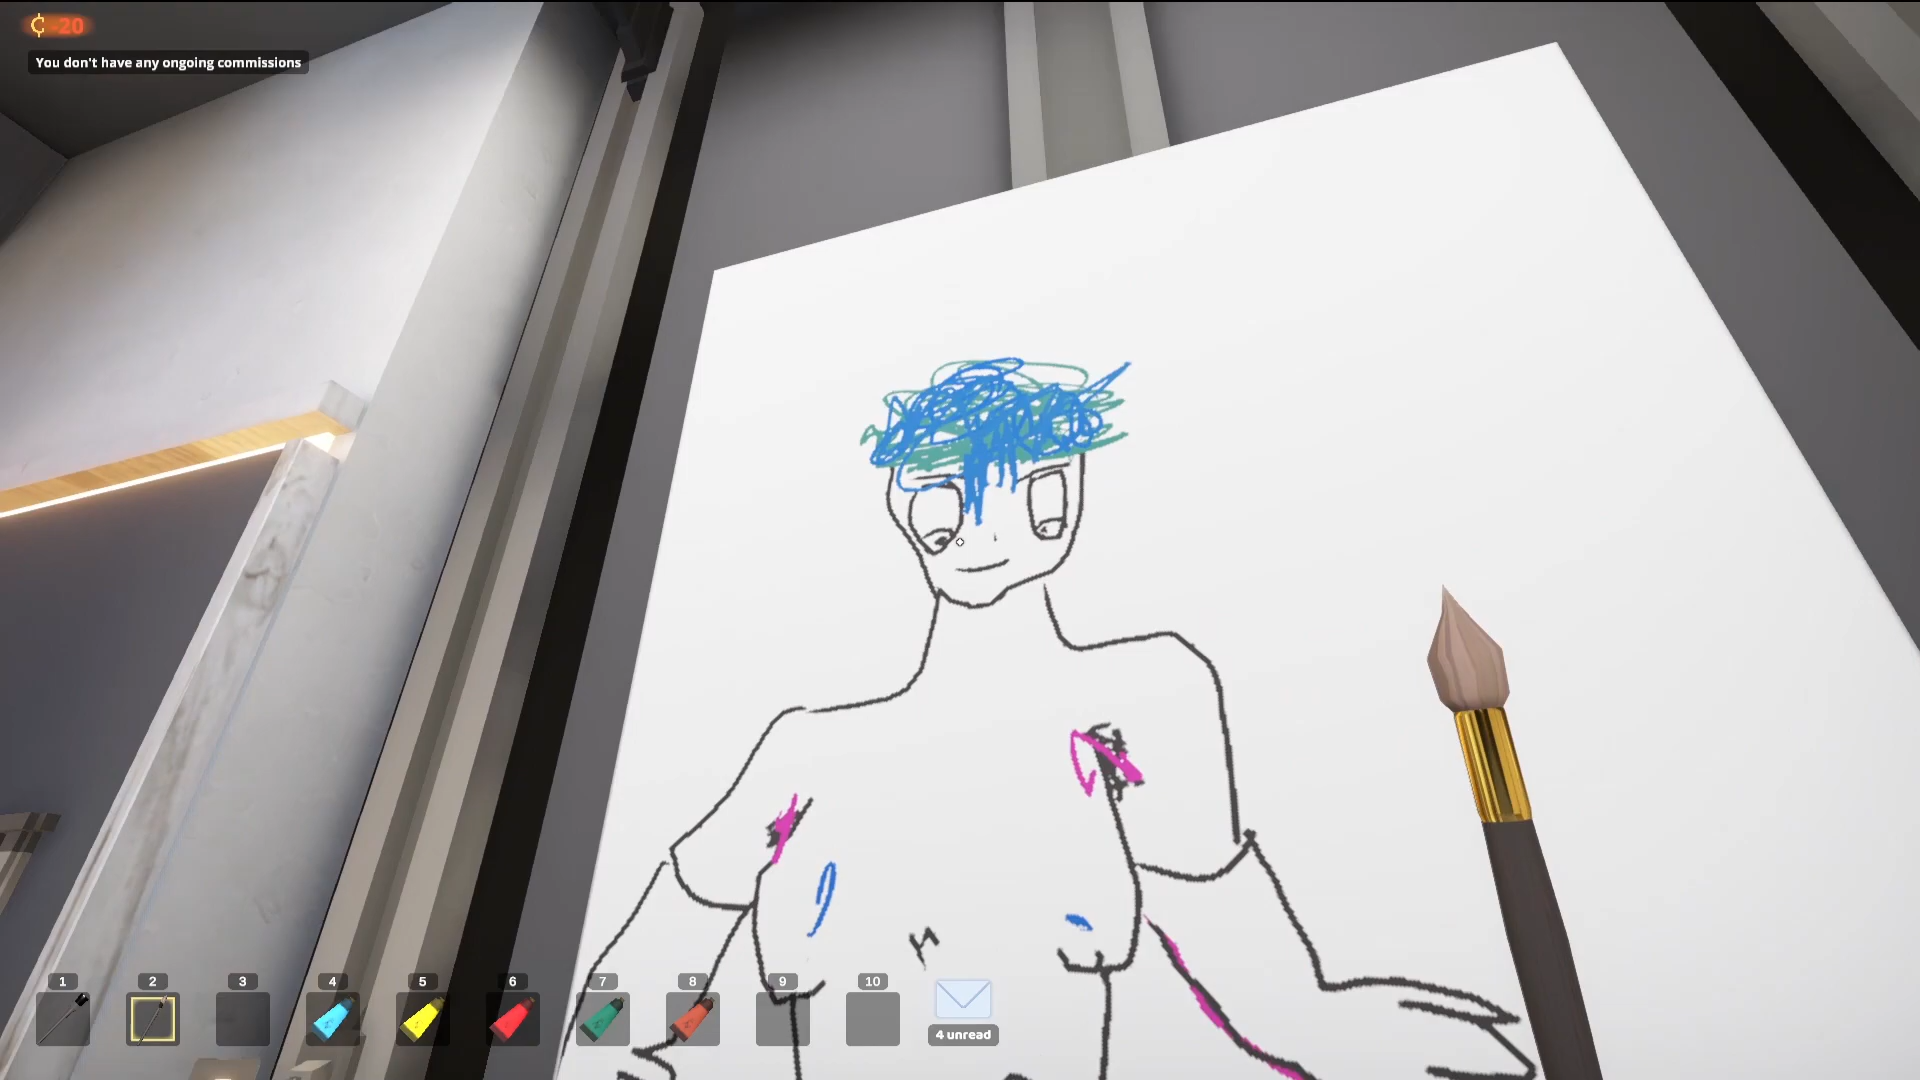 ₵ -20
You don't have any ongoing commissions
1 2 3 4 5 6 7 8 9 10
4 unread